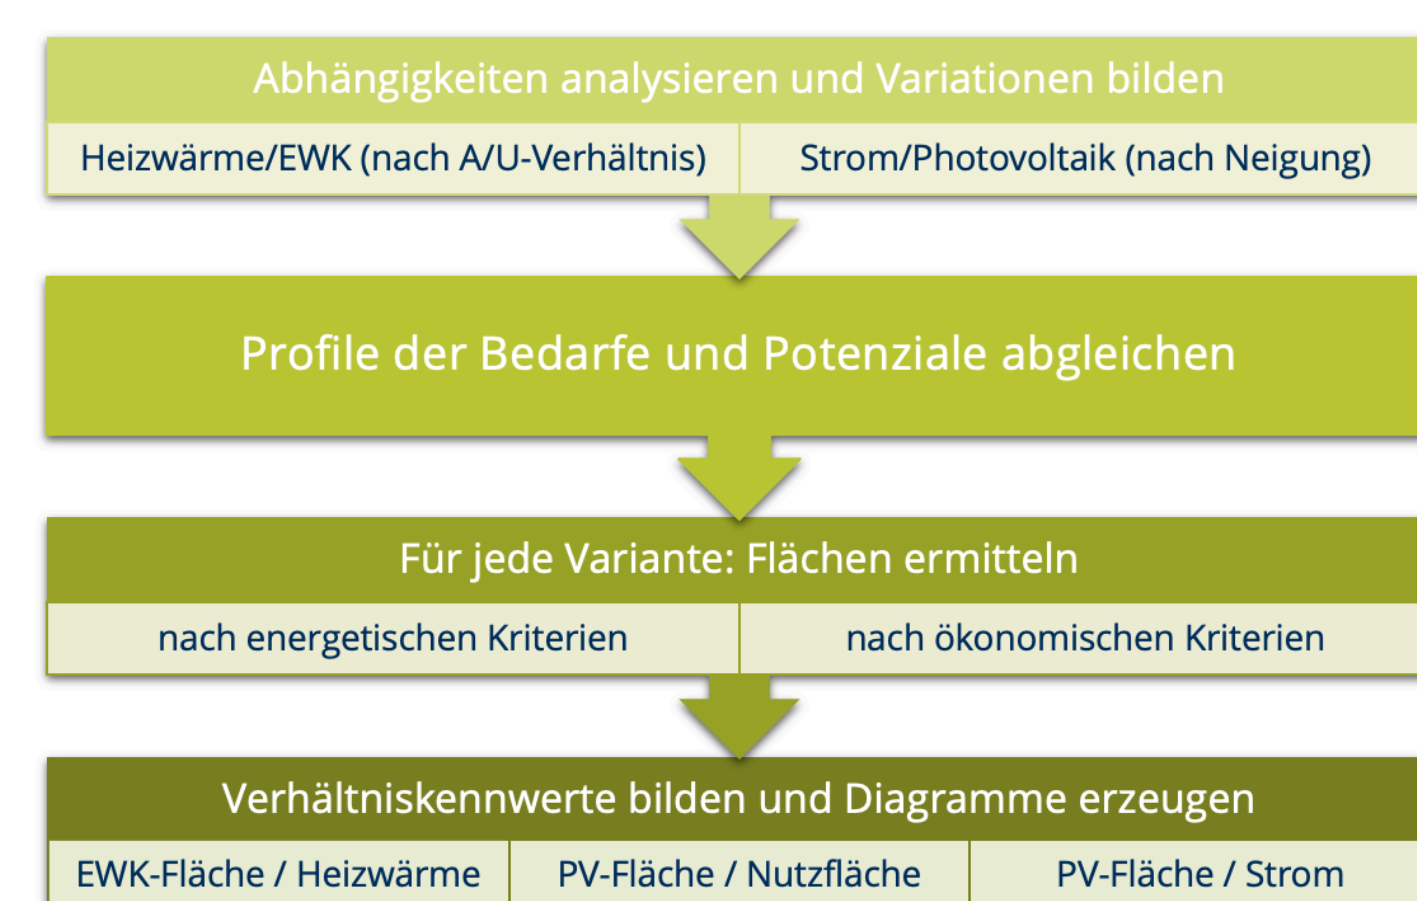 Abhängigkeiten analysieren und Variationen bilden
Heizwärme/EWK (nach A/U-Verhältnis)
Strom/Photovoltaik (nach Neigung)
Profile der Bedarfe und Potenziale abgleichen
Für jede Variante: Flächen ermitteln
nach energetischen Kriterien
nach ökonomischen Kriterien
Verhältniskennwerte bilden und Diagramme erzeugen
EWK-Fläche / Heizwärme
PV-Fläche / Nutzfläche
PV-Fläche / Strom